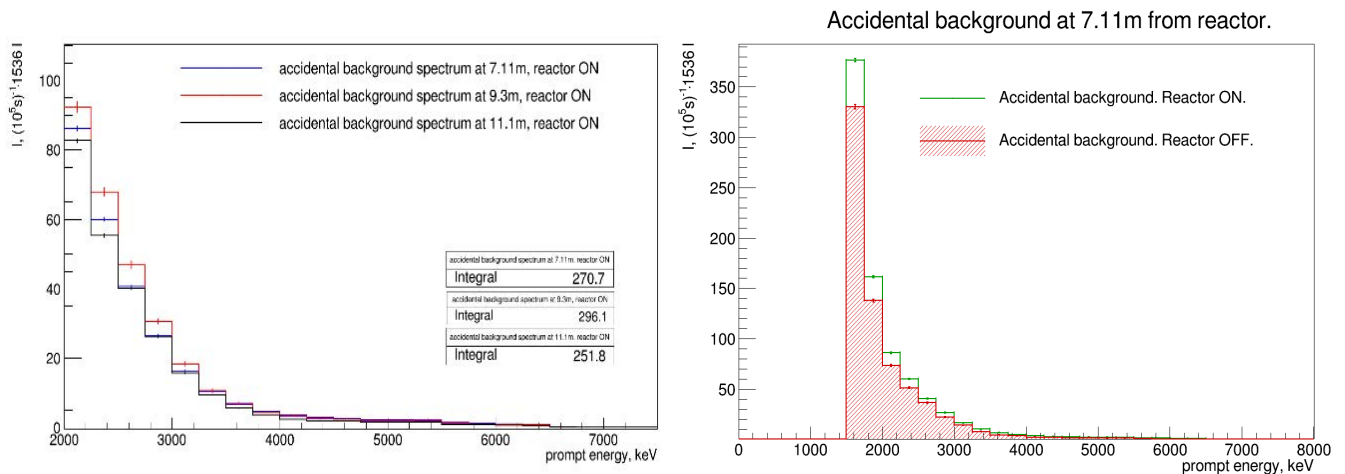 I, (10⁵s)⁻¹·1536 l
100
80
60
40
20
0
accidental background spectrum at 7.11m, reactor ON
accidental background spectrum at 9.3m, reactor ON
accidental background spectrum at 11.1m, reactor ON
accidental background spectrum at 7.11m, reactor ON
Integral 270.7
accidental background spectrum at 9.3m, reactor ON
Integral 296.1
accidental background spectrum at 11.1m, reactor ON
Integral 251.8
2000 3000 4000 5000 6000 7000
prompt energy, keV
Accidental background at 7.11m from reactor.
I, (10⁵s)⁻¹·1536 l
350
300
250
200
150
100
50
Accidental background. Reactor ON.
Accidental background. Reactor OFF.
0 1000 2000 3000 4000 5000 6000 7000 8000
prompt energy, keV